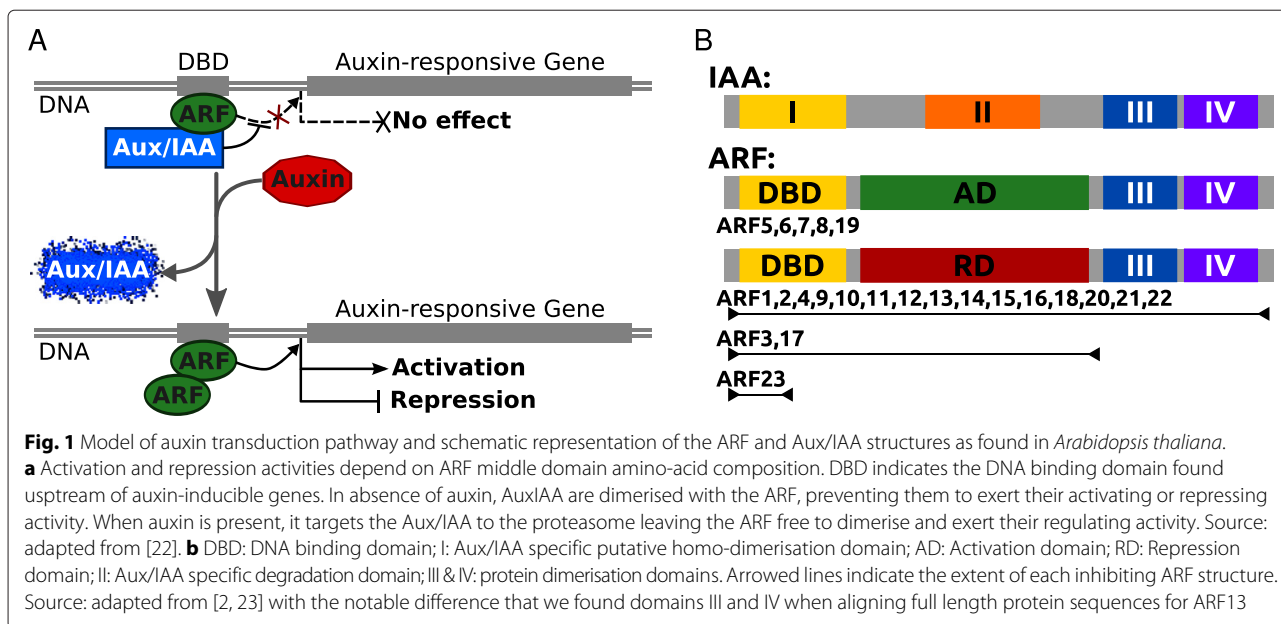 A
DBD
Auxin-responsive Gene
DNA
ARF
No effect
Aux/IAA
Auxin
Aux/IAA
Auxin-responsive Gene
DBD
DNA
ARF
Activation
ARF
Repression
B
IAA:
I II III IV
ARF:
DBD AD III IV
ARF5,6,7,8,19
DBD RD III IV
ARF1,2,4,9,10,11,12,13,14,15,16,18,20,21,22
ARF3,17
ARF23
Fig. 1 Model of auxin transduction pathway and schematic representation of the ARF and Aux/IAA structures as found in Arabidopsis thaliana.
a Activation and repression activities depend on ARF middle domain amino-acid composition. DBD indicates the DNA binding domain found
usptream of auxin-inducible genes. In absence of auxin, AuxIAA are dimerised with the ARF, preventing them to exert their activating or repressing
activity. When auxin is present, it targets the Aux/IAA to the proteasome leaving the ARF free to dimerise and exert their regulating activity. Source:
adapted from [22]. b DBD: DNA binding domain; I: Aux/IAA specific putative homo-dimerisation domain; AD: Activation domain; RD: Repression
domain; II: Aux/IAA specific degradation domain; III & IV: protein dimerisation domains. Arrowed lines indicate the extent of each inhibiting ARF structure.
Source: adapted from [2, 23] with the notable difference that we found domains III and IV when aligning full length protein sequences for ARF13